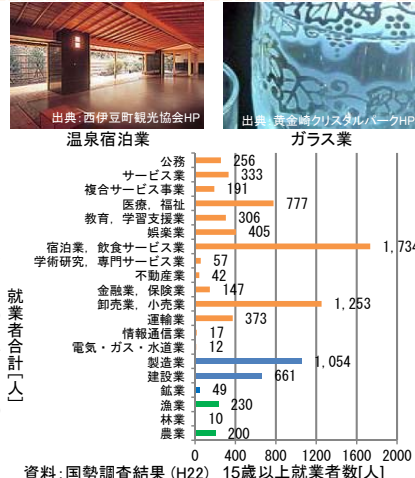 出典：西伊豆町観光協会HP
出典：黄金崎クリスタルパークHP
温泉宿泊業
ガラス業
公務 256
サービス業 333
複合サービス事業 191
医療，福祉 777
教育，学習支援業 306
娯楽業 405
宿泊業，飲食サービス業 1,734
学術研究，専門サービス業 57
不動産業 42
金融業，保険業 147
卸売業，小売業 1,253
運輸業 373
情報通信業 17
電気・ガス・水道業 12
製造業 1,054
建設業 661
鉱業 49
漁業 230
林業 10
農業 200
就業者合計[人]
0 400 800 1200 1600 2000
資料：国勢調査結果（H22） 15歳以上就業者数[人]